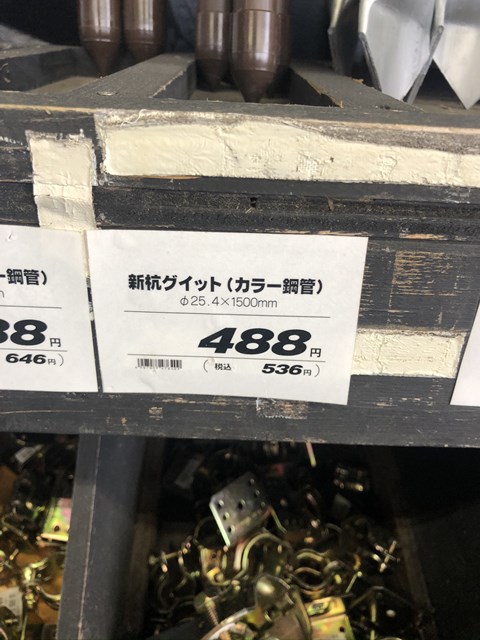 ー鋼管)
m
88円
646円)
新杭グイット(カラー鋼管)
φ25.4×1500mm
488円
(税込 536円)